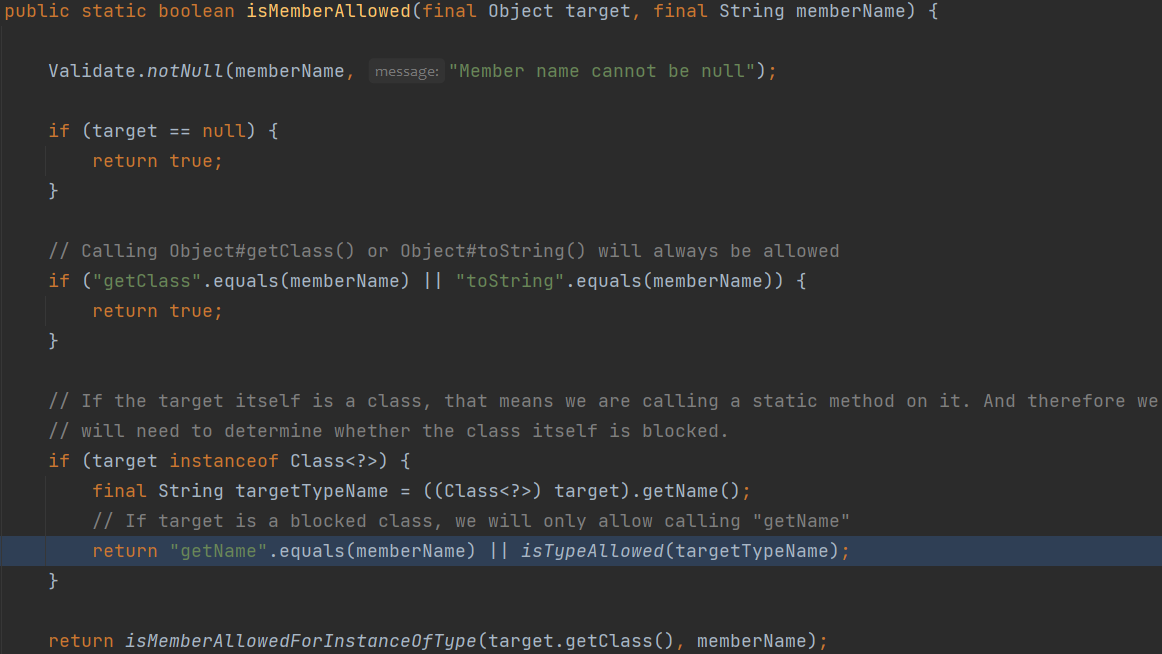 public static boolean isMemberAllowed(final Object target, final String memberName) {
Validate.notNull(memberName, message: "Member name cannot be null");
if (target == null) {
return true;
}
// Calling Object#getClass() or Object#toString() will always be allowed
if ("getClass".equals(memberName) || "toString".equals(memberName)) {
return true;
}
// If the target itself is a class, that means we are calling a static method on it. And therefore we
// will need to determine whether the class itself is blocked.
if (target instanceof Class<?>) {
final String targetTypeName = ((Class<?>) target).getName();
// If target is a blocked class, we will only allow calling "getName"
return "getName".equals(memberName) || isTypeAllowed(targetTypeName);
}
return isMemberAllowedForInstanceOfType(target.getClass(), memberName);